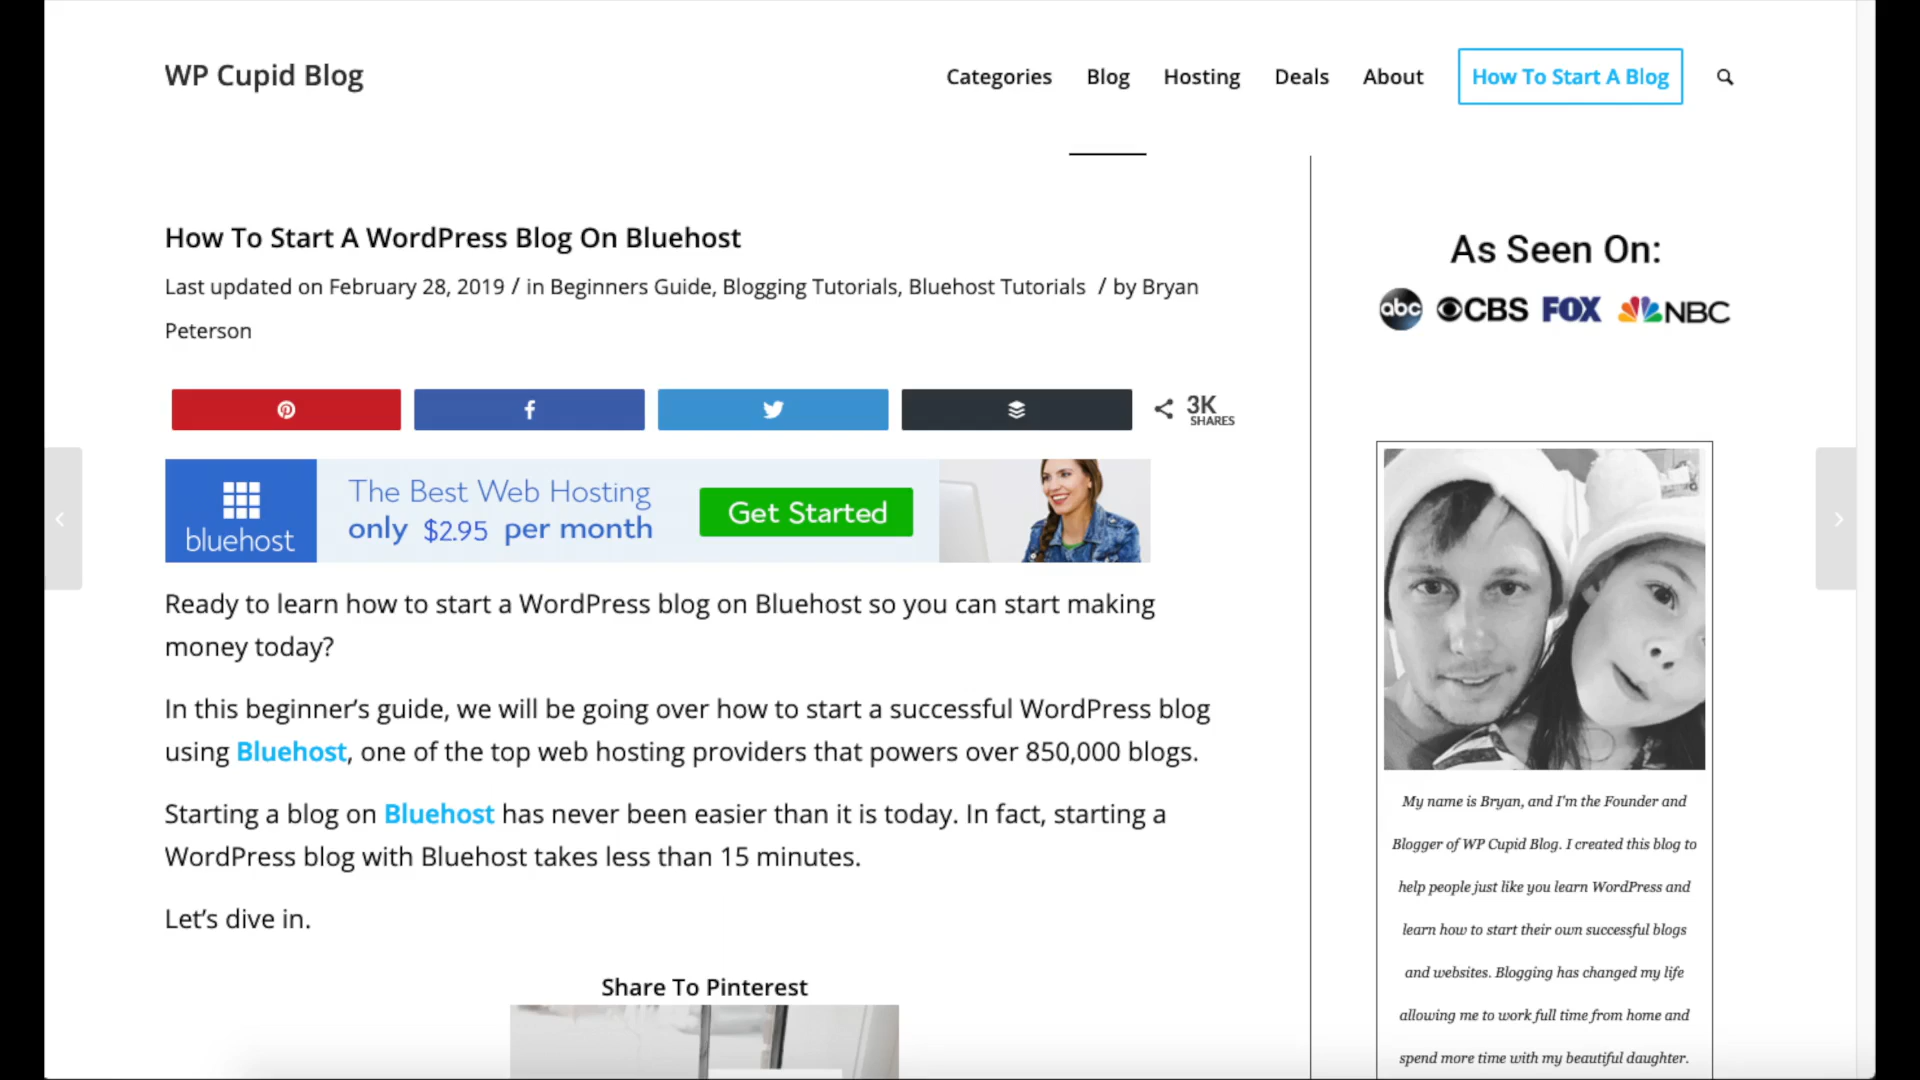 WP Cupid Blog
Categories Blog Hosting Deals About How To Start A Blog
How To Start A WordPress Blog On Bluehost
Last updated on February 28, 2019 / in Beginners Guide, Blogging Tutorials, Bluehost Tutorials / by Bryan
Peterson
3K
SHARES
bluehost
The Best Web Hosting
only $2.95 per month
Get Started
Ready to learn how to start a WordPress blog on Bluehost so you can start making
money today?
In this beginner’s guide, we will be going over how to start a successful WordPress blog
using Bluehost, one of the top web hosting providers that powers over 850,000 blogs.
Starting a blog on Bluehost has never been easier than it is today. In fact, starting a
WordPress blog with Bluehost takes less than 15 minutes.
Let’s dive in.
Share To Pinterest
As Seen On:
abc CBS FOX NBC
My name is Bryan, and I'm the Founder and
Blogger of WP Cupid Blog. I created this blog to
help people just like you learn WordPress and
learn how to start their own successful blogs
and websites. Blogging has changed my life
allowing me to work full time from home and
spend more time with my beautiful daughter.